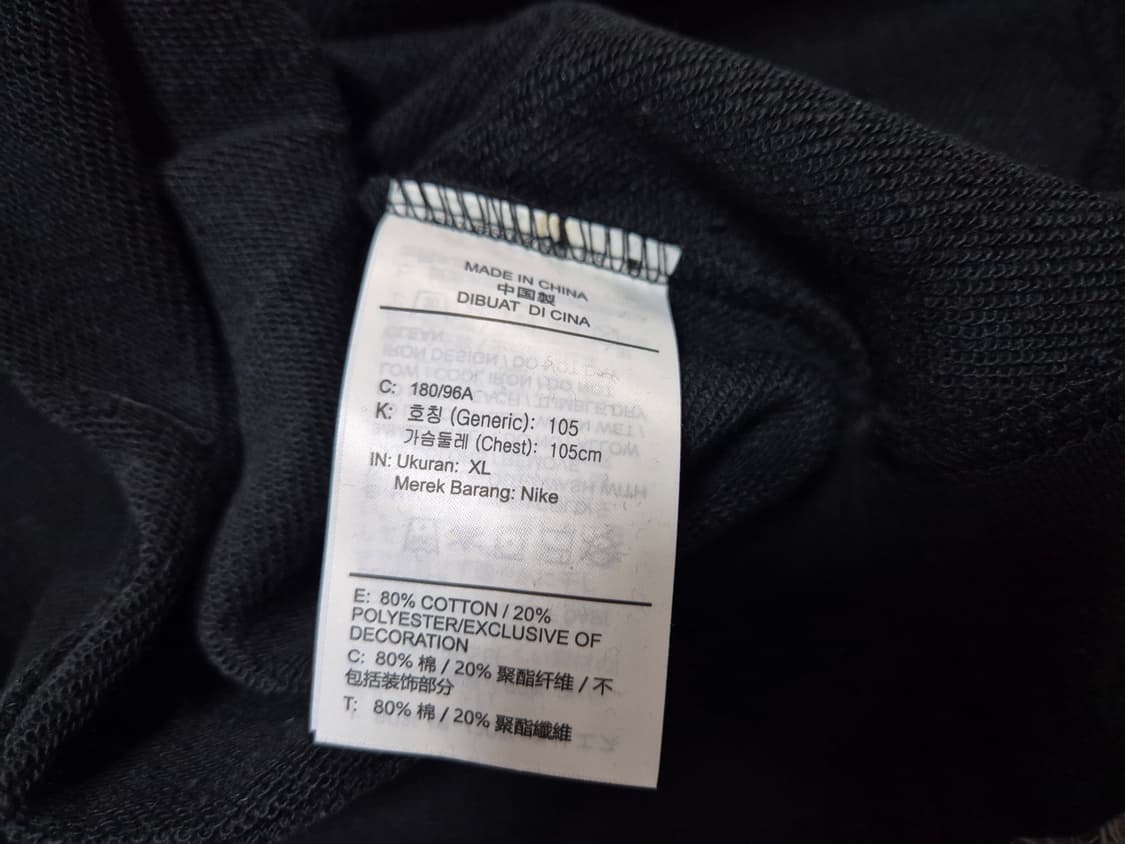 MADE IN CHINA
中国製
DIBUAT DI CINA
C: 180/96A
K: 호칭 (Generic): 105
가슴둘레 (Chest): 105cm
IN: Ukuran: XL
Merek Barang: Nike
E: 80% COTTON / 20%
POLYESTER/EXCLUSIVE OF
DECORATION
C: 80% 棉 / 20% 聚酯纤维 / 不
包括装饰部分
T: 80% 棉 / 20% 聚酯纖維